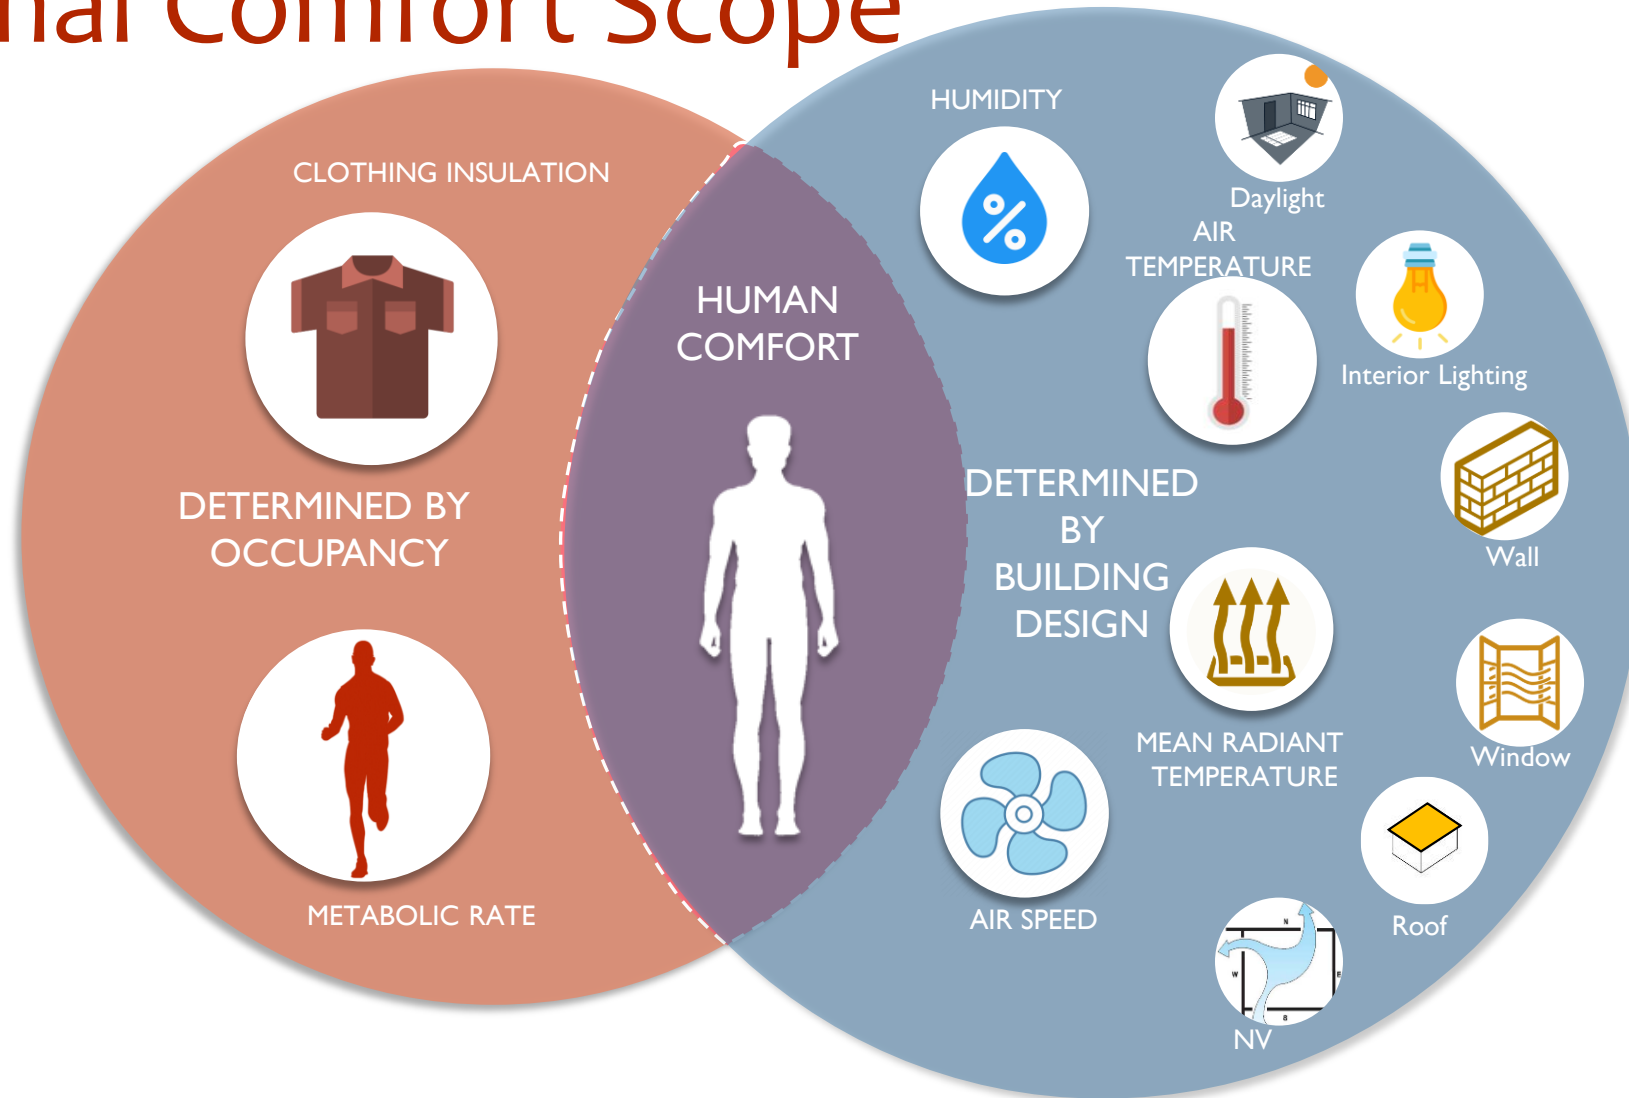 nal Comfort Scope
CLOTHING INSULATION
DETERMINED BY
OCCUPANCY
METABOLIC RATE
HUMAN
COMFORT
HUMIDITY
%
Daylight
AIR
TEMPERATURE
Interior Lighting
DETERMINED
BY
BUILDING
DESIGN
Wall
MEAN RADIANT
TEMPERATURE
Window
AIR SPEED
Roof
N
W
E
S
NV